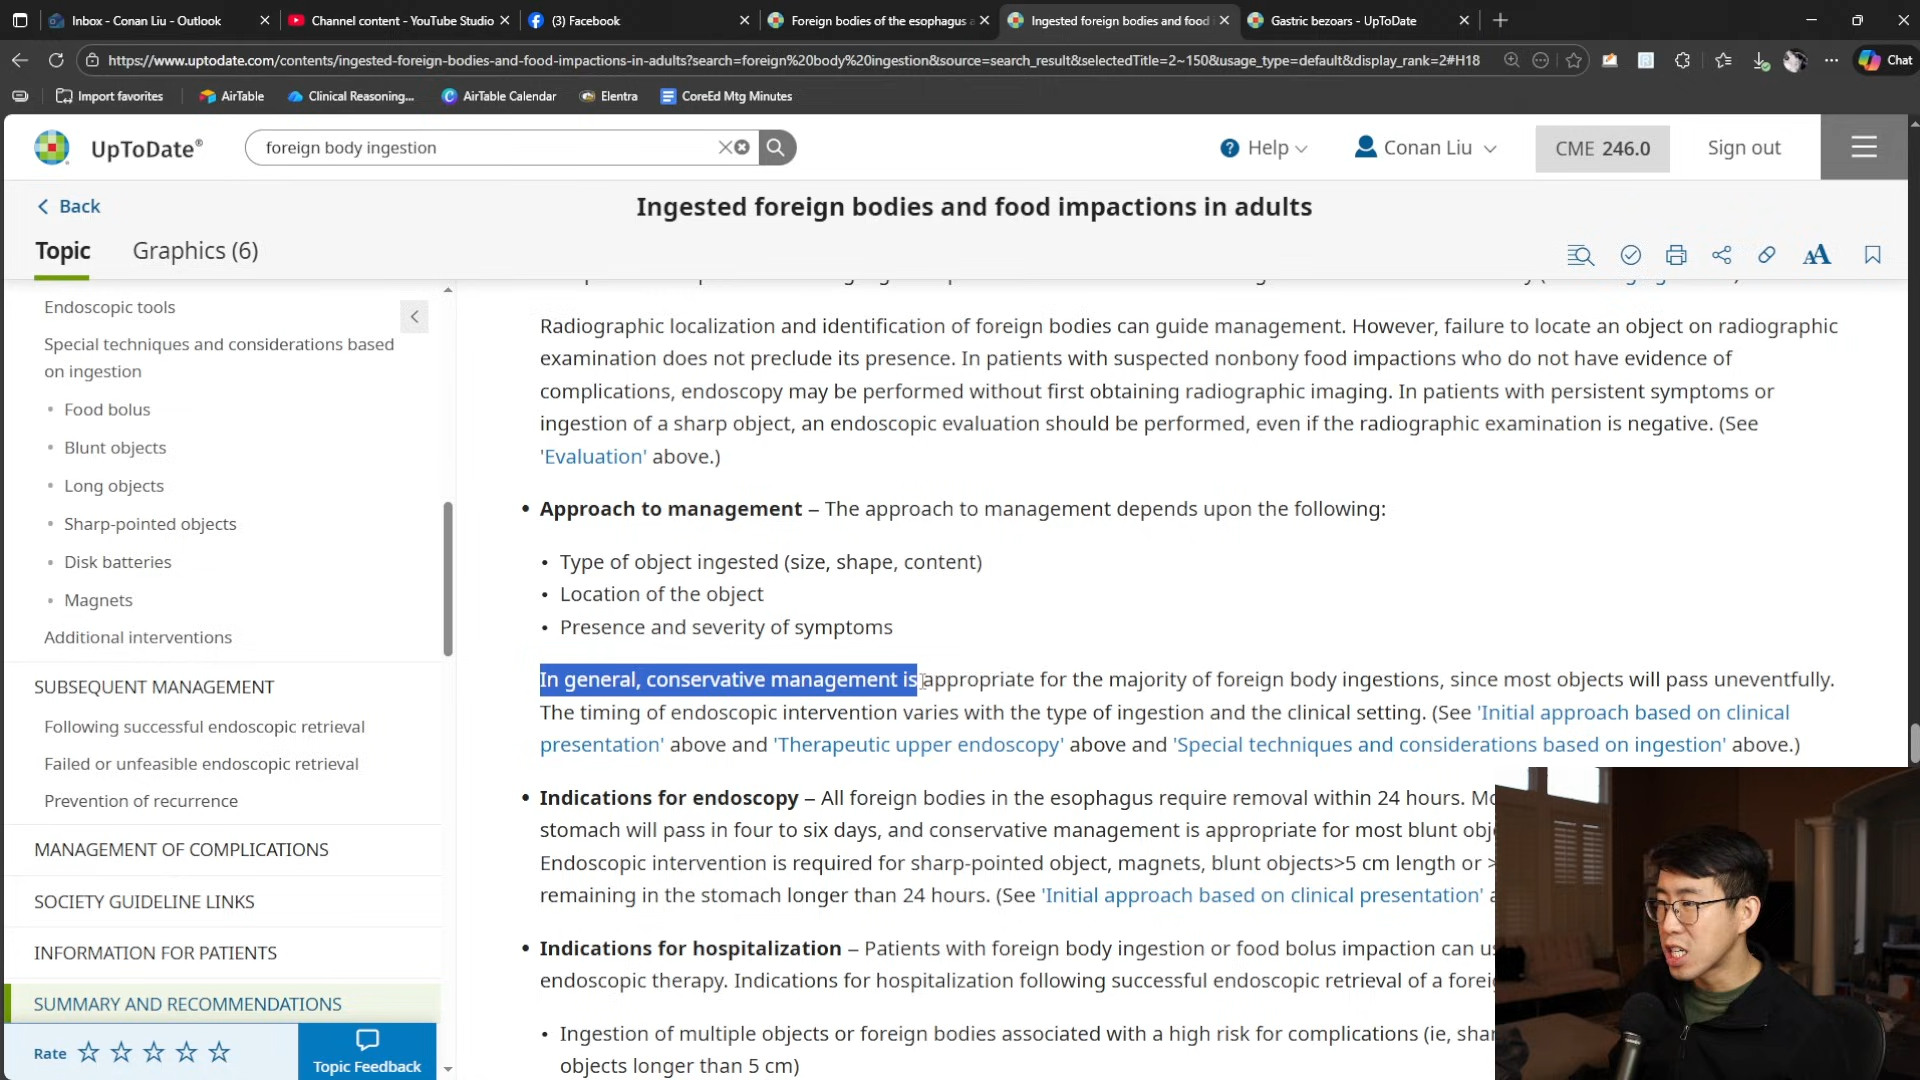 Inbox - Conan Liu - Outlook
Channel content - YouTube Studio
(3) Facebook
Foreign bodies of the esophagus
Ingested foreign bodies and food
Gastric bezoars - UpToDate
https://www.uptodate.com/contents/ingested-foreign-bodies-and-food-impactions-in-adults?search=foreign%20body%20ingestion&source=search_result&selectedTitle=2~150&usage_type=default&display_rank=2#H18
Chat
Import favorites
AirTable
Clinical Reasoning...
AirTable Calendar
Elentra
CoreEd Mtg Minutes
UpToDate®
foreign body ingestion
Help
Conan Liu
CME 246.0
Sign out
Back
Ingested foreign bodies and food impactions in adults
Topic
Graphics (6)
Endoscopic tools
Special techniques and considerations based
on ingestion
• Food bolus
• Blunt objects
• Long objects
• Sharp-pointed objects
• Disk batteries
• Magnets
Additional interventions
SUBSEQUENT MANAGEMENT
Following successful endoscopic retrieval
Failed or unfeasible endoscopic retrieval
Prevention of recurrence
MANAGEMENT OF COMPLICATIONS
SOCIETY GUIDELINE LINKS
INFORMATION FOR PATIENTS
SUMMARY AND RECOMMENDATIONS
Rate
Topic Feedback
Radiographic localization and identification of foreign bodies can guide management. However, failure to locate an object on radiographic
examination does not preclude its presence. In patients with suspected nonbony food impactions who do not have evidence of
complications, endoscopy may be performed without first obtaining radiographic imaging. In patients with persistent symptoms or
ingestion of a sharp object, an endoscopic evaluation should be performed, even if the radiographic examination is negative. (See
'Evaluation' above.)
• Approach to management – The approach to management depends upon the following:
• Type of object ingested (size, shape, content)
• Location of the object
• Presence and severity of symptoms
In general, conservative management is appropriate for the majority of foreign body ingestions, since most objects will pass uneventfully.
The timing of endoscopic intervention varies with the type of ingestion and the clinical setting. (See 'Initial approach based on clinical
presentation' above and 'Therapeutic upper endoscopy' above and 'Special techniques and considerations based on ingestion' above.)
• Indications for endoscopy – All foreign bodies in the esophagus require removal within 24 hours.
stomach will pass in four to six days, and conservative management is appropriate for most blunt
Endoscopic intervention is required for sharp-pointed object, magnets, blunt objects>5 cm length or >
remaining in the stomach longer than 24 hours. (See 'Initial approach based on clinical presentation'
• Indications for hospitalization – Patients with foreign body ingestion or food bolus impaction can
endoscopic therapy. Indications for hospitalization following successful endoscopic retrieval of a
• Ingestion of multiple objects or foreign bodies associated with a high risk for complications (ie,
objects longer than 5 cm)